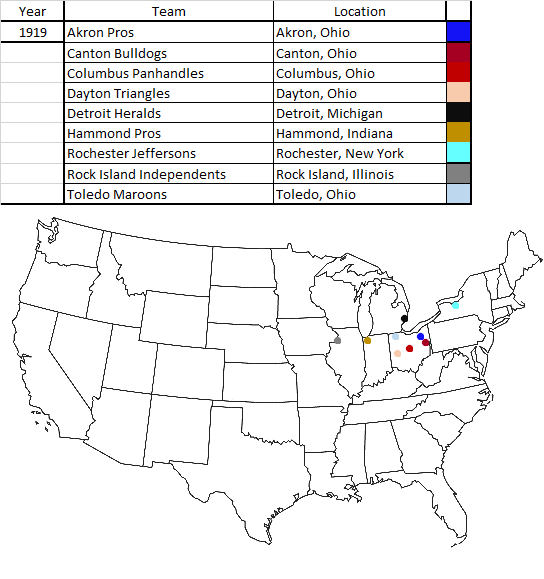 Year Team Location
1919 Akron Pros Akron, Ohio
Canton Bulldogs Canton, Ohio
Columbus Panhandles Columbus, Ohio
Dayton Triangles Dayton, Ohio
Detroit Heralds Detroit, Michigan
Hammond Pros Hammond, Indiana
Rochester Jeffersons Rochester, New York
Rock Island Independents Rock Island, Illinois
Toledo Maroons Toledo, Ohio